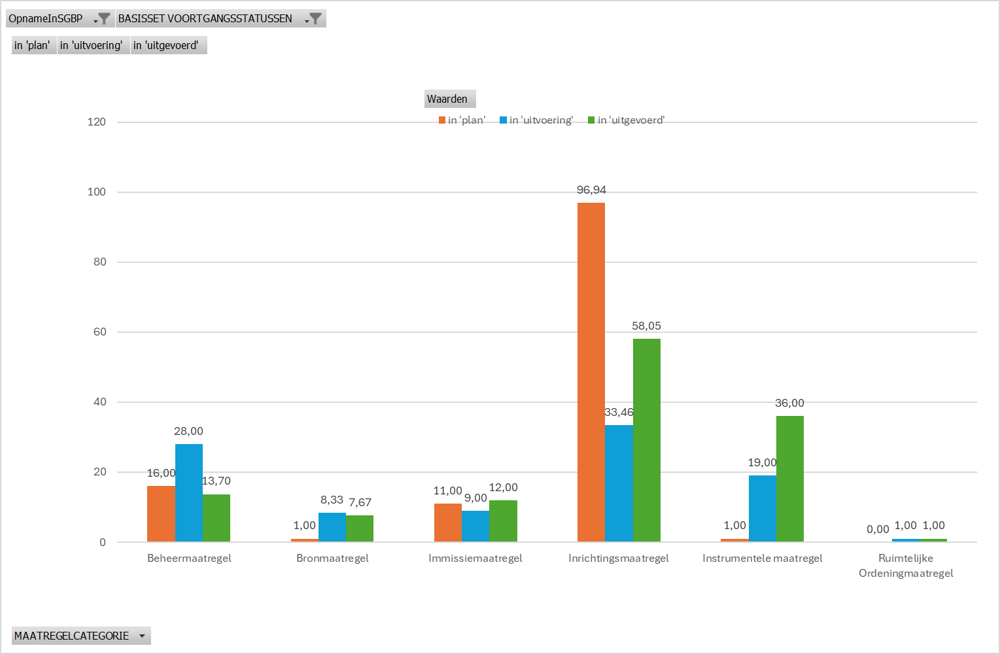 OpnameInSGBP BASISSET VOORTGANGSSTATUSSEN
in 'plan' in 'uitvoering' in 'uitgevoerd'
Waarden
in 'plan' in 'uitvoering' in 'uitgevoerd'
120
100
80
60
40
20
0
16,00 28,00 13,70
1,00 8,33 7,67
11,00 9,00 12,00
96,94 33,46 58,05
1,00 19,00 36,00
0,00 1,00 1,00
Beheermaatregel
Bronmaatregel
Immissiemaatregel
Inrichtingsmaatregel
Instrumentele maatregel
Ruimtelijke
Ordeningmaatregel
MAATREGELCATEGORIE